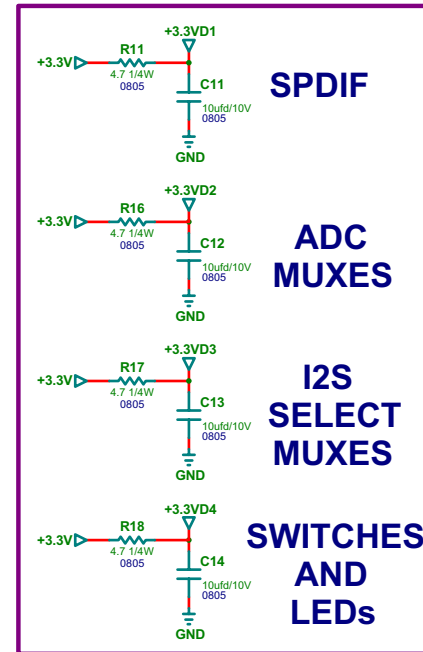 +3.3VD1
R11
+3.3V
4.7 1/4W
0805
C11
10ufd/10V
0805
GND
SPDIF
+3.3VD2
R16
+3.3V
4.7 1/4W
0805
C12
10ufd/10V
0805
GND
ADC
MUXES
+3.3VD3
R17
+3.3V
4.7 1/4W
0805
C13
10ufd/10V
0805
GND
I2S
SELECT
MUXES
+3.3VD4
R18
+3.3V
4.7 1/4W
0805
C14
10ufd/10V
0805
GND
SWITCHES
AND
LEDs